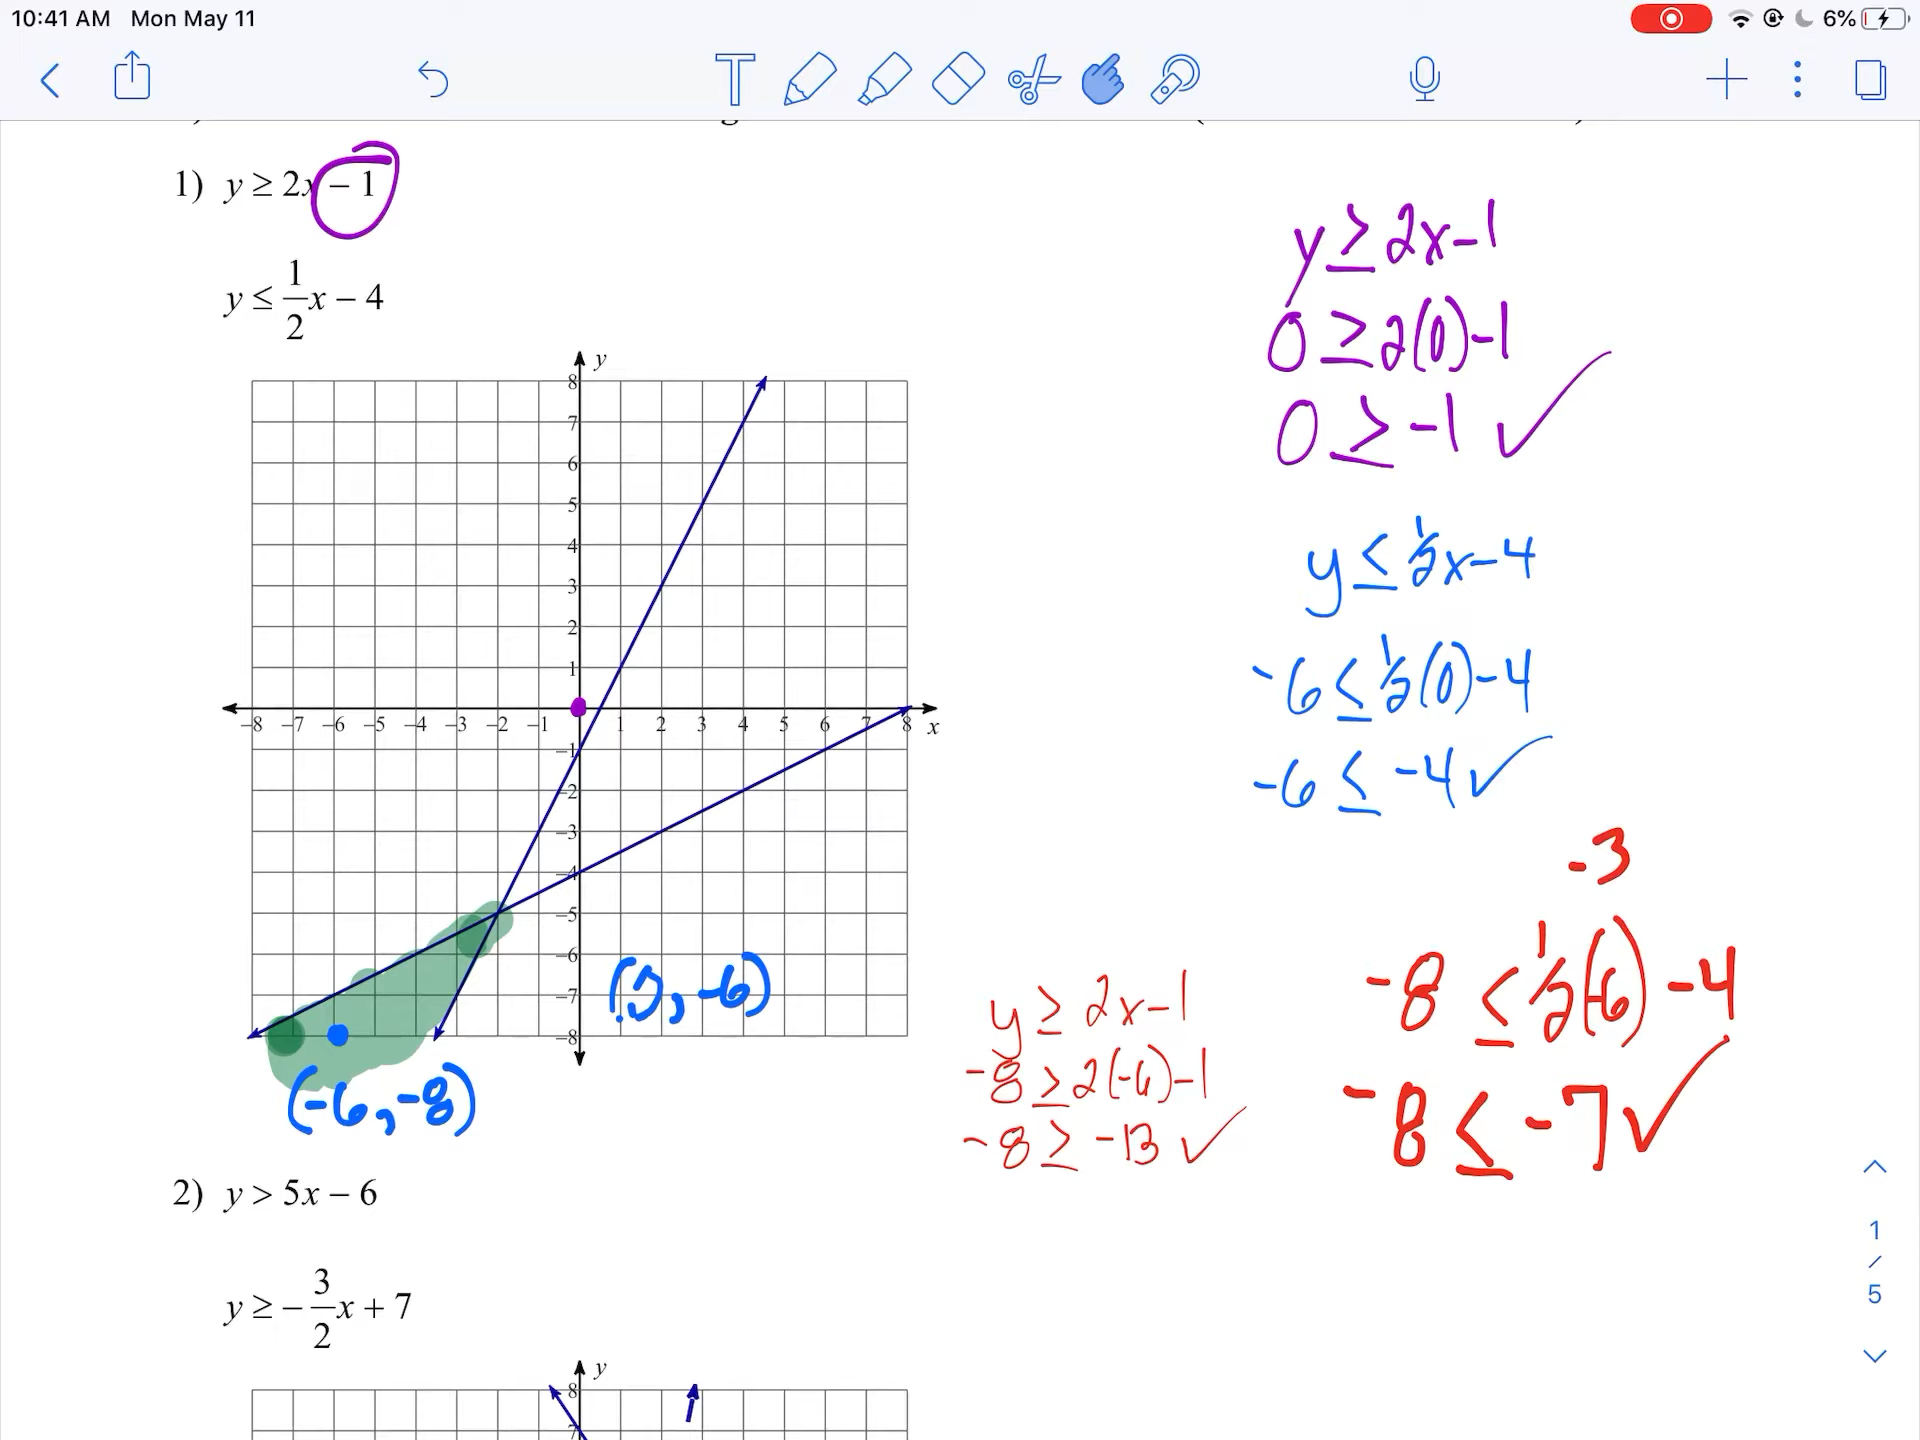 10:41 AM Mon May 11
6%
1) y ≥ 2x − 1
y ≤ 1/2 x − 4
y
8
7
6
5
4
3
2
1
−8 −7 −6 −5 −4 −3 −2 −1 1 2 3 4 5 6 7 8 x
−1
−2
−3
−4
−5
−6
−7
−8
(-6, -8)
y ≥ 2x-1
0 ≥ 2(0)-1
0 ≥ -1 ✓
y ≤ 1/2x-4
-6 ≤ 1/2(0)-4
-6 ≤ -4 ✓
-3
-8 ≤ 1/2(-6) -4
-8 ≤ -7 ✓
y ≥ 2x-1
-8 ≥ 2(-6)-1
-8 ≥ -13 ✓
2) y > 5x − 6
y ≥ − 3/2 x + 7
y
8
7
1
/
5